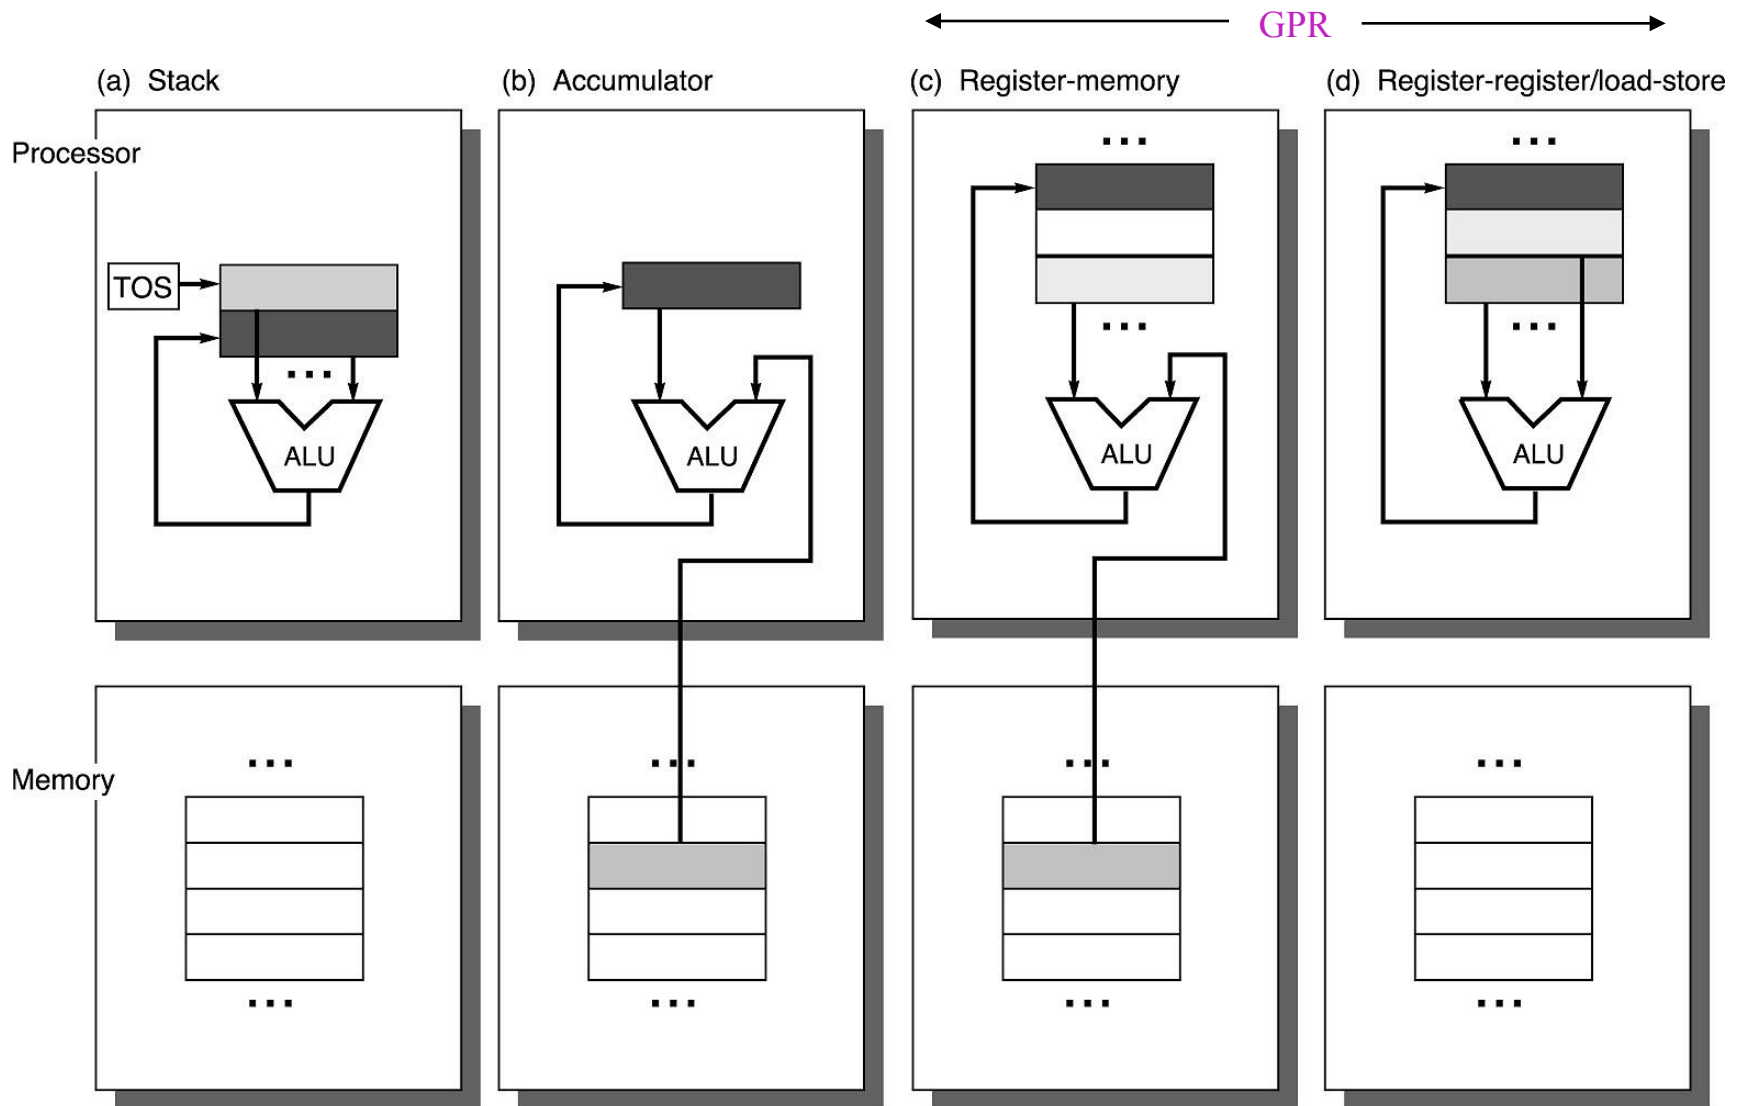 GPR
(a) Stack
(b) Accumulator
(c) Register-memory
(d) Register-register/load-store
Processor
TOS
...
...
...
...
...
ALU
ALU
ALU
ALU
Memory
...
...
...
...
...
...
...
...